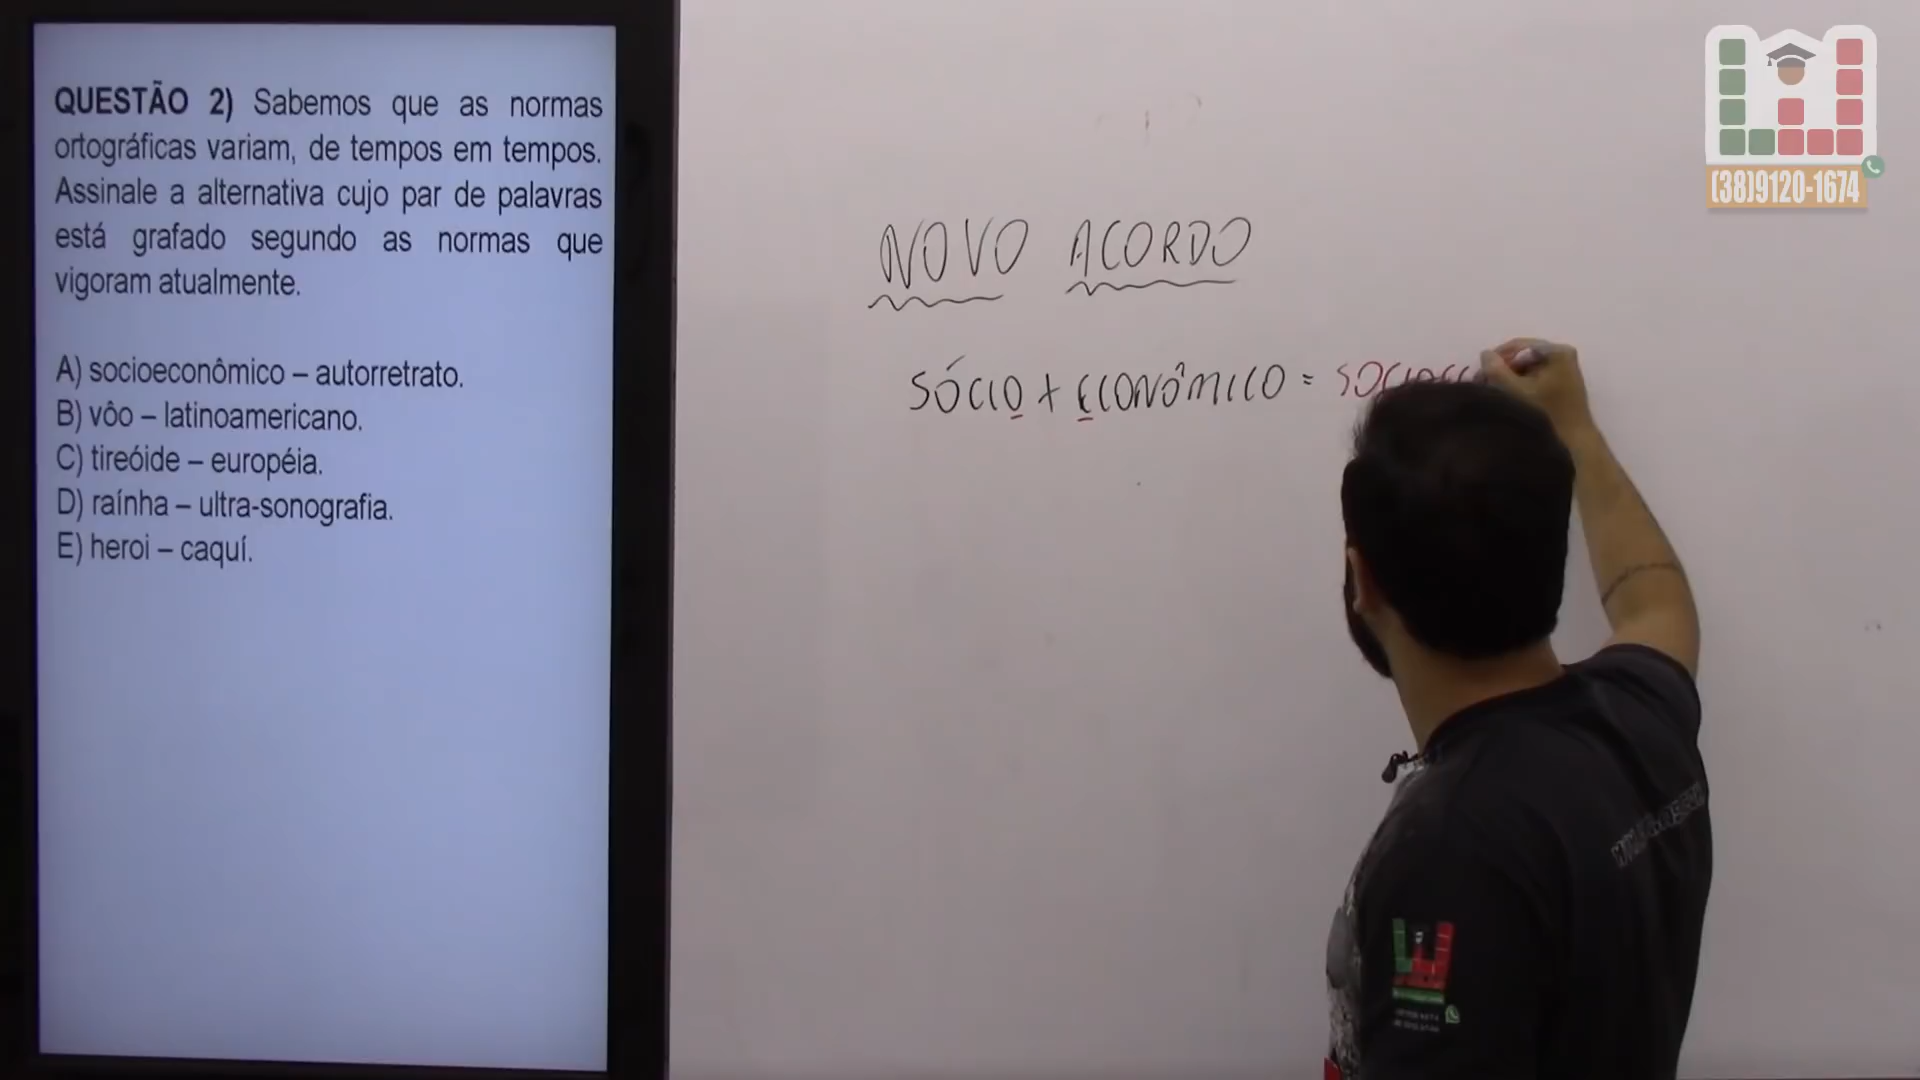 QUESTÃO 2) Sabemos que as normas
ortográficas variam, de tempos em tempos.
Assinale a alternativa cujo par de palavras
está grafado segundo as normas que
vigoram atualmente.
A) socioeconômico – autorretrato.
B) vôo – latinoamericano.
C) tireóide – européia.
D) raínha – ultra-sonografia.
E) heroi – caquí.
NOVO ACORDO
SÓCIO + ECONÔMICO =
(38)9120-1674